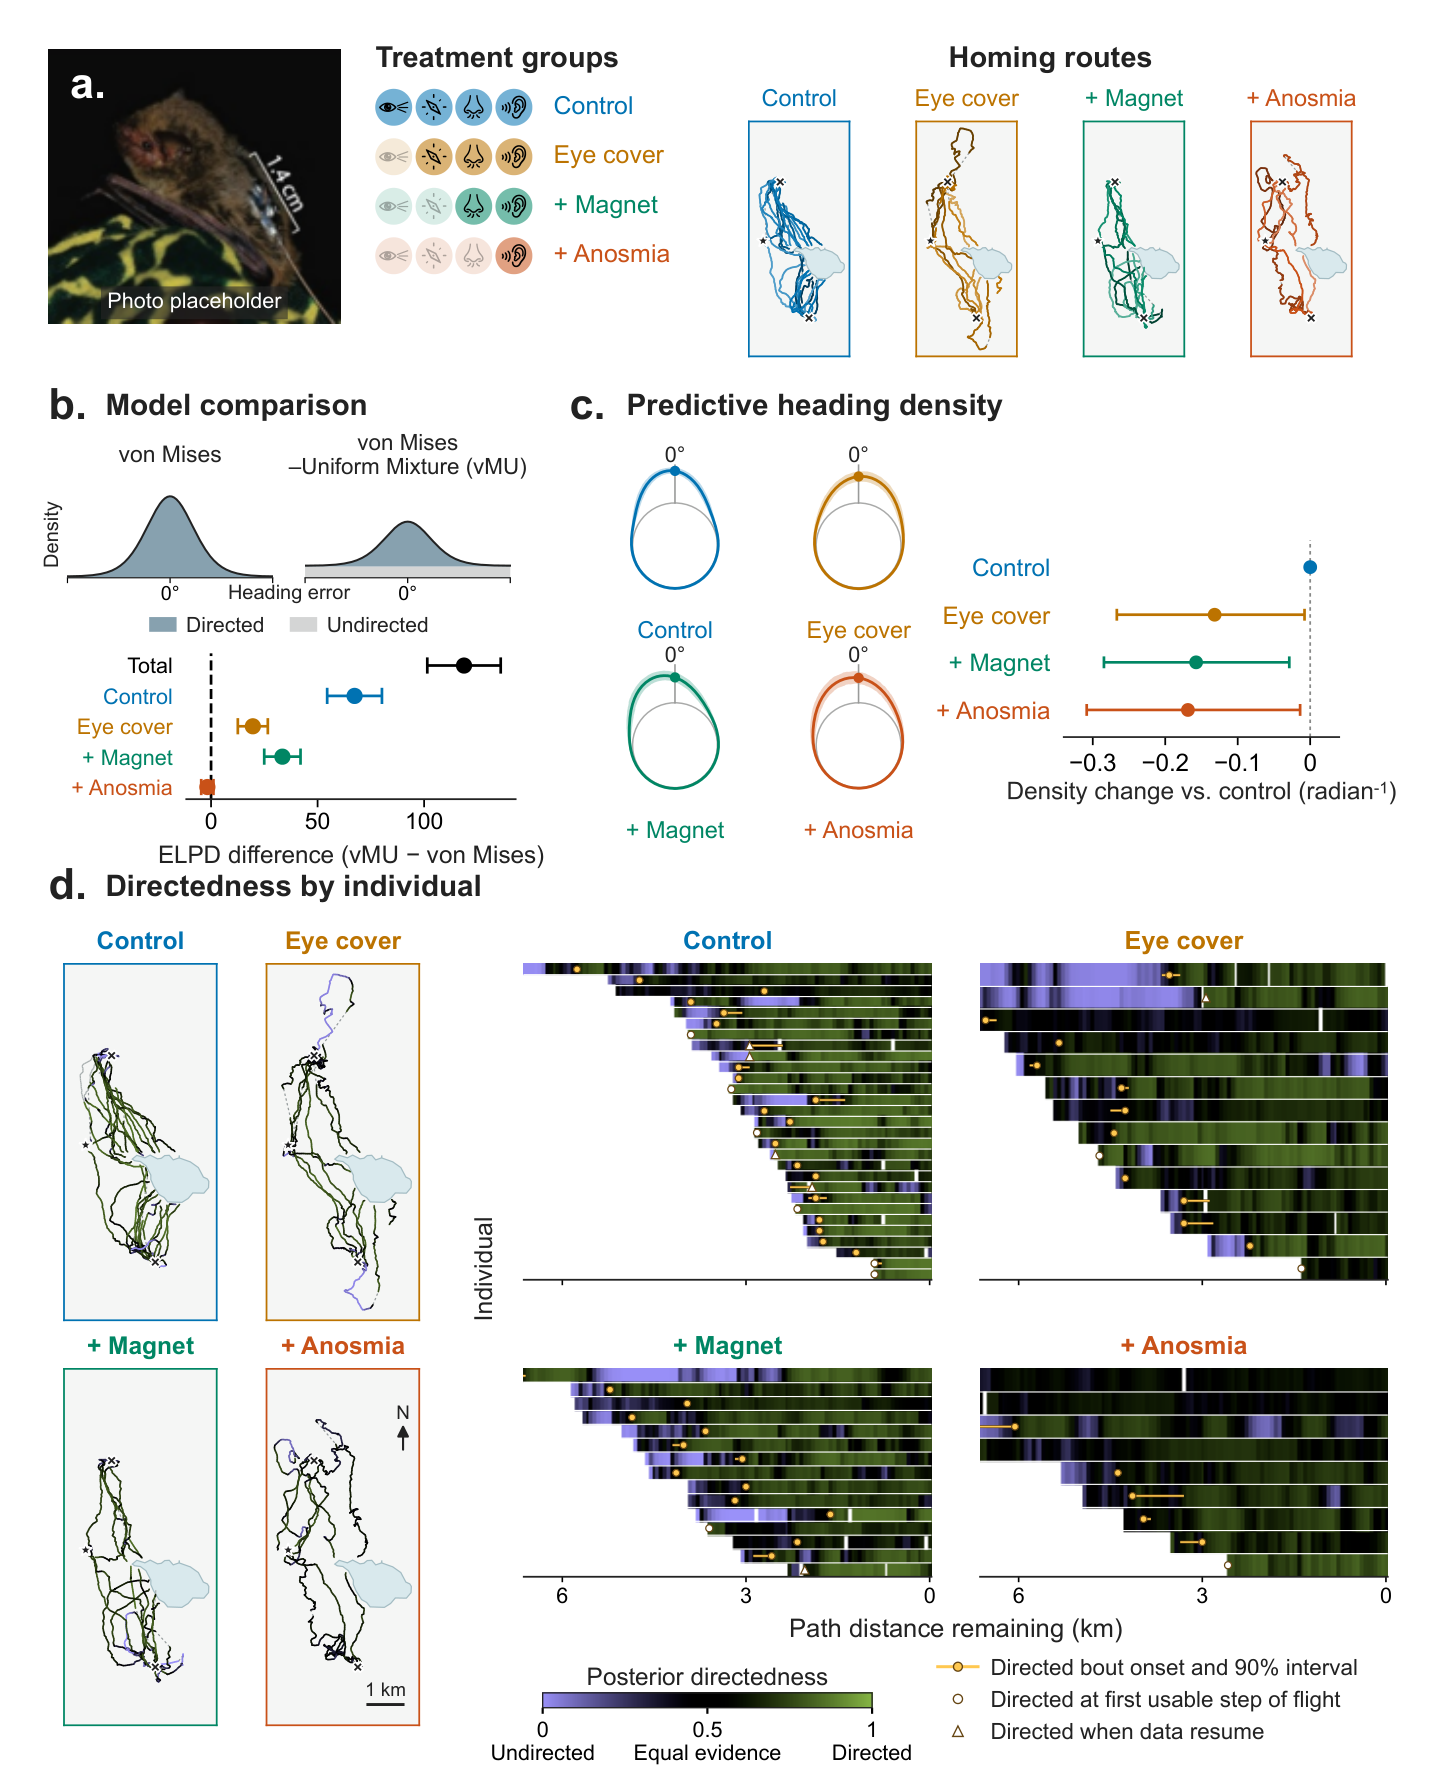 a.
1.4 cm
Photo placeholder
Treatment groups
Control
Eye cover
+ Magnet
+ Anosmia
Homing routes
Control
Eye cover
+ Magnet
+ Anosmia
b. Model comparison
von Mises
von Mises
–Uniform Mixture (vMU)
Density
0°
Heading error
0°
Directed
Undirected
Total
Control
Eye cover
+ Magnet
+ Anosmia
0
50
100
ELPD difference (vMU − von Mises)
c. Predictive heading density
0°
0°
Control
Eye cover
0°
0°
+ Magnet
+ Anosmia
Control
Eye cover
+ Magnet
+ Anosmia
−0.3
−0.2
−0.1
0
Density change vs. control (radian⁻¹)
d. Directedness by individual
Control
Eye cover
+ Magnet
+ Anosmia
N
1 km
Individual
Control
Eye cover
+ Magnet
+ Anosmia
6
3
0
6
3
0
Path distance remaining (km)
Posterior directedness
0
0.5
1
Undirected
Equal evidence
Directed
Directed bout onset and 90% interval
Directed at first usable step of flight
Directed when data resume